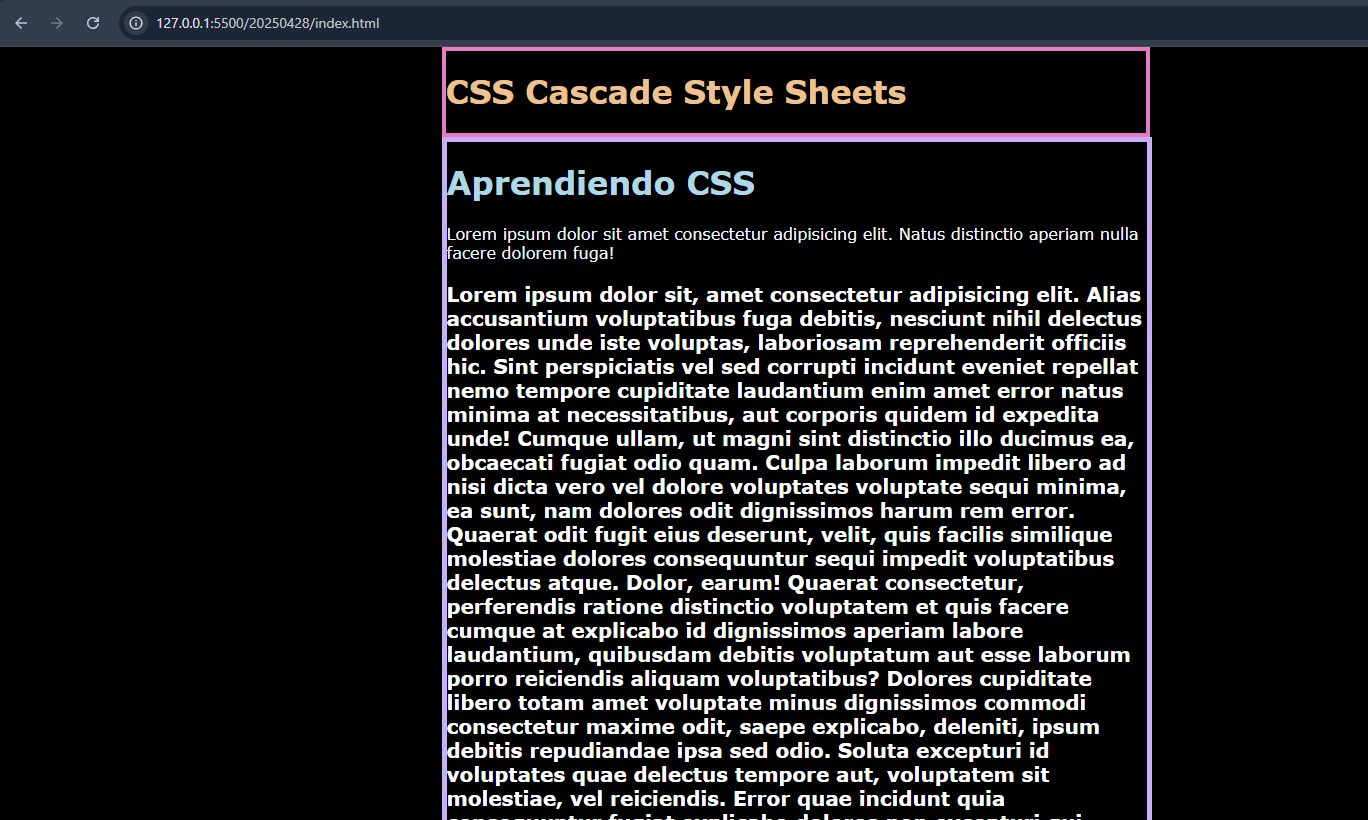 127.0.0.1:5500/20250428/index.html
CSS Cascade Style Sheets
Aprendiendo CSS
Lorem ipsum dolor sit amet consectetur adipisicing elit. Natus distinctio aperiam nulla
facere dolorem fuga!
Lorem ipsum dolor sit, amet consectetur adipisicing elit. Alias
accusantium voluptatibus fuga debitis, nesciunt nihil delectus
dolores unde iste voluptas, laboriosam reprehenderit officiis
hic. Sint perspiciatis vel sed corrupti incidunt eveniet repellat
nemo tempore cupiditate laudantium enim amet error natus
minima at necessitatibus, aut corporis quidem id expedita
unde! Cumque ullam, ut magni sint distinctio illo ducimus ea,
obcaecati fugiat odio quam. Culpa laborum impedit libero ad
nisi dicta vero vel dolore voluptates voluptate sequi minima,
ea sunt, nam dolores odit dignissimos harum rem error.
Quaerat odit fugit eius deserunt, velit, quis facilis similique
molestiae dolores consequuntur sequi impedit voluptatibus
delectus atque. Dolor, earum! Quaerat consectetur,
perferendis ratione distinctio voluptatem et quis facere
cumque at explicabo id dignissimos aperiam labore
laudantium, quibusdam debitis voluptatum aut esse laborum
porro reiciendis aliquam voluptatibus? Dolores cupiditate
libero totam amet voluptate minus dignissimos commodi
consectetur maxime odit, saepe explicabo, deleniti, ipsum
debitis repudiandae ipsa sed odio. Soluta excepturi id
voluptates quae delectus tempore aut, voluptatem sit
molestiae, vel reiciendis. Error quae incidunt quia